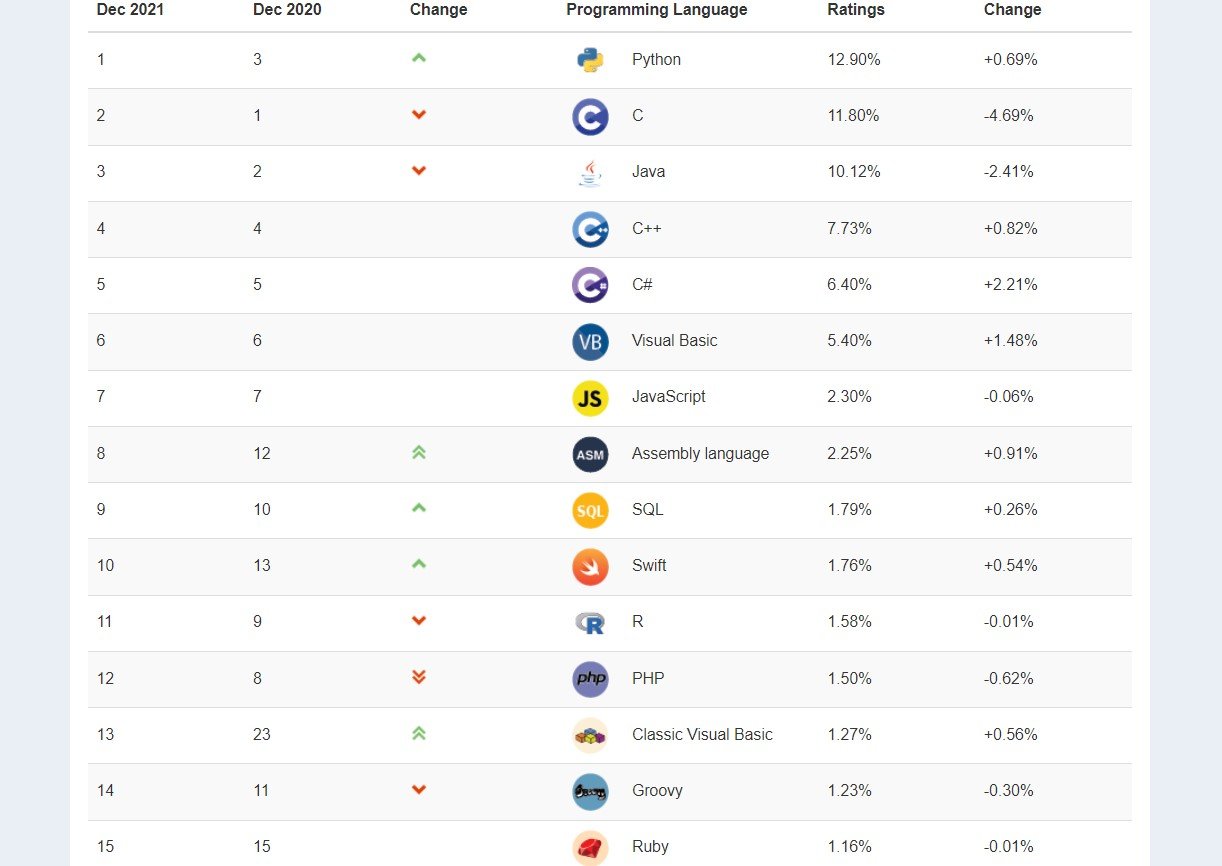 Dec 2021 Dec 2020 Change Programming Language Ratings Change
1 3 Python 12.90% +0.69%
2 1 C C 11.80% -4.69%
3 2 Java 10.12% -2.41%
4 4 C++ C++ 7.73% +0.82%
5 5 C# C# 6.40% +2.21%
6 6 VB Visual Basic 5.40% +1.48%
7 7 JS JavaScript 2.30% -0.06%
8 12 ASM Assembly language 2.25% +0.91%
9 10 SQL SQL 1.79% +0.26%
10 13 Swift 1.76% +0.54%
11 9 R R 1.58% -0.01%
12 8 php PHP 1.50% -0.62%
13 23 Classic Visual Basic 1.27% +0.56%
14 11 Groovy 1.23% -0.30%
15 15 Ruby 1.16% -0.01%